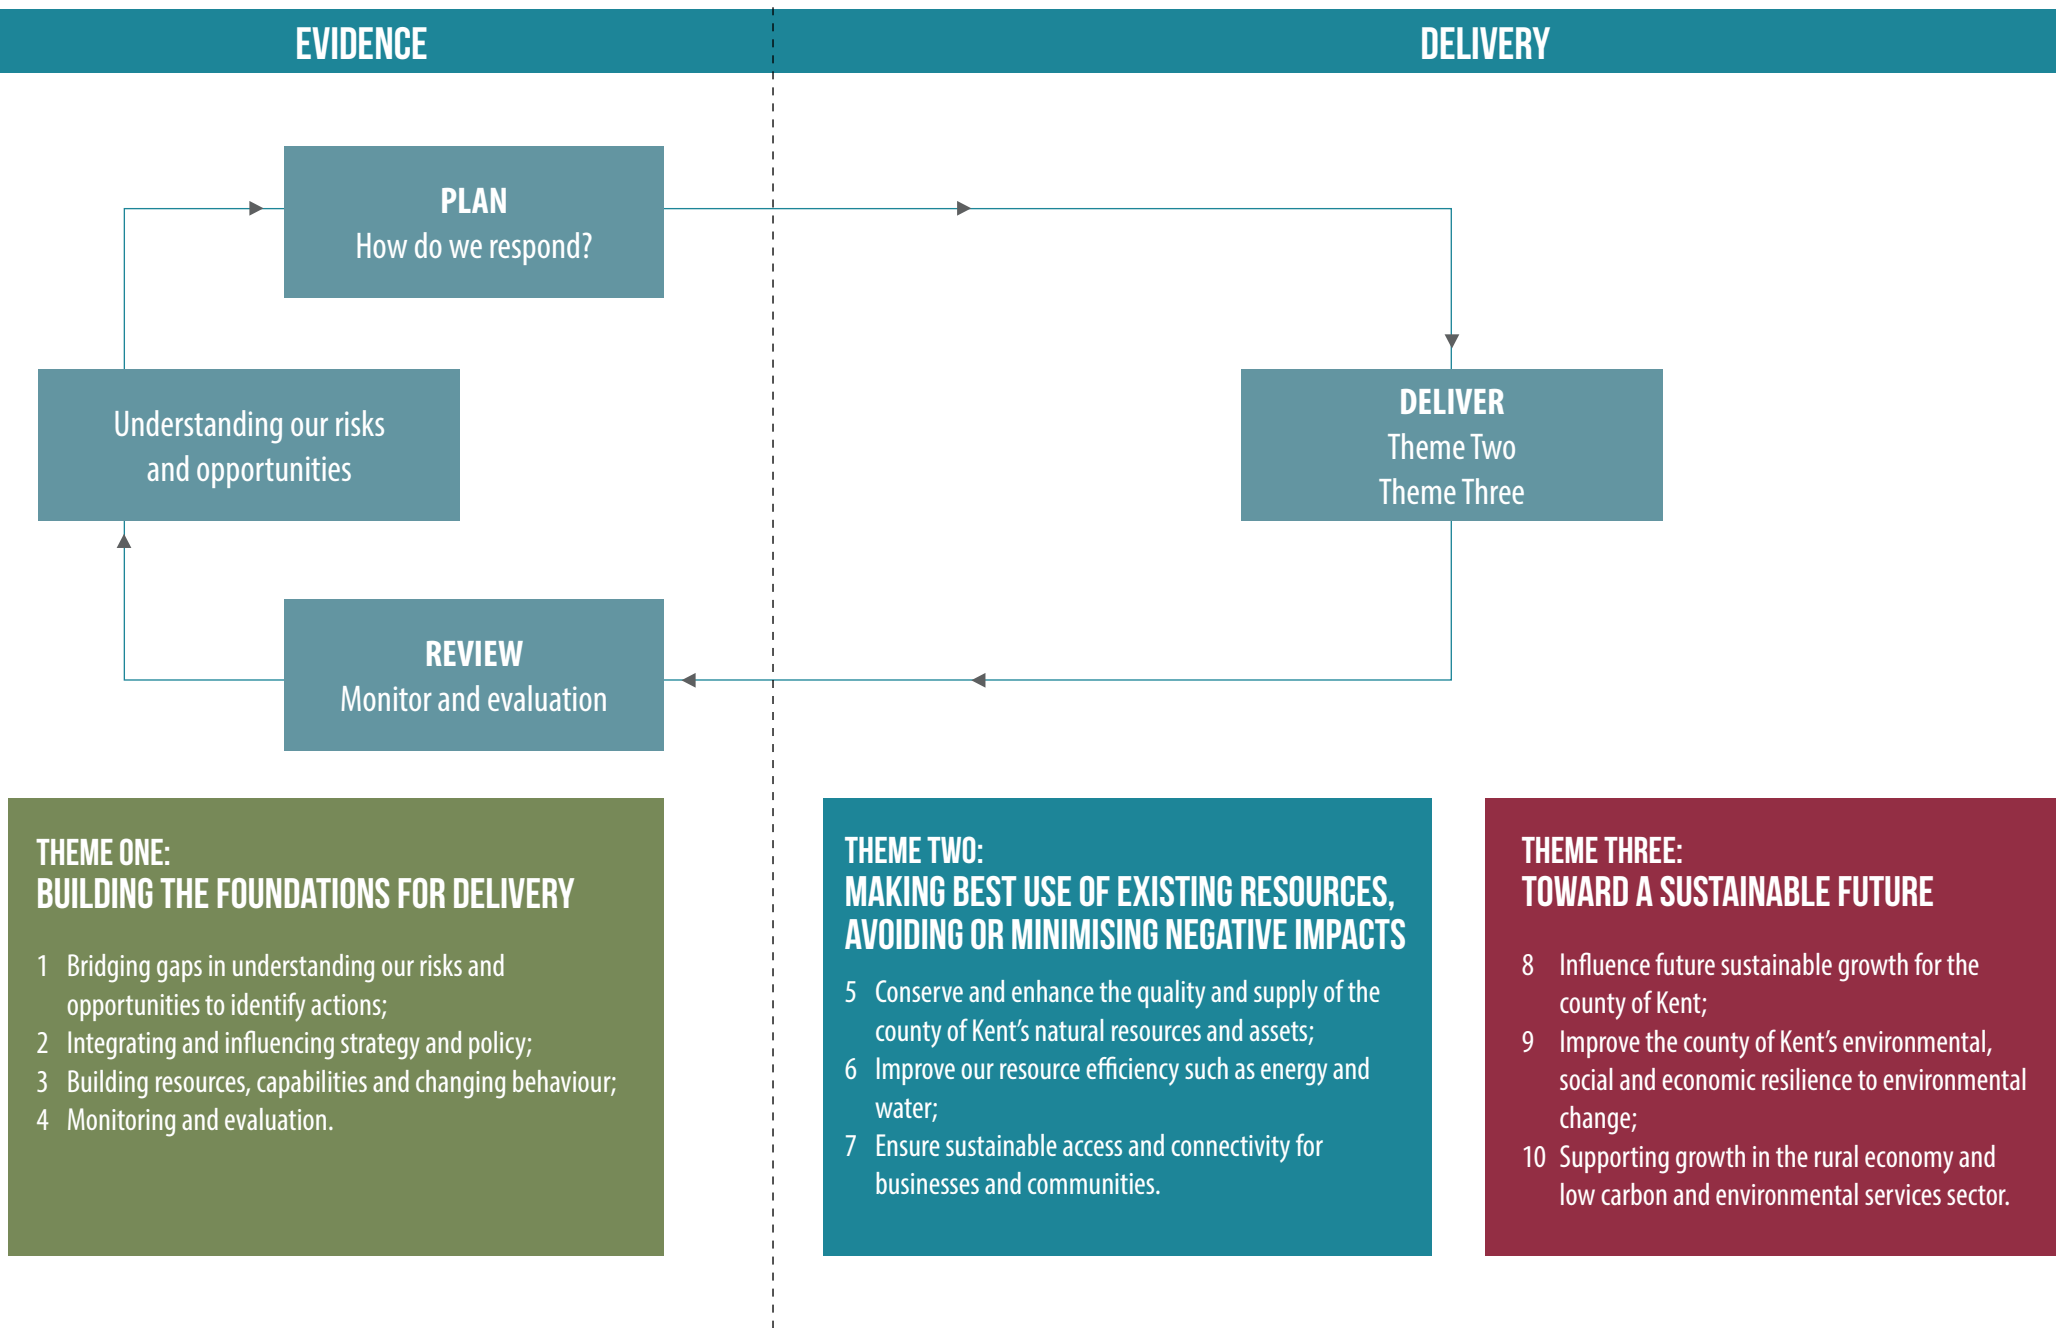 EVIDENCE
DELIVERY
PLAN
How do we respond?
Understanding our risks
and opportunities
DELIVER
Theme Two
Theme Three
REVIEW
Monitor and evaluation
THEME ONE:
BUILDING THE FOUNDATIONS FOR DELIVERY
1 Bridging gaps in understanding our risks and
opportunities to identify actions;
2 Integrating and influencing strategy and policy;
3 Building resources, capabilities and changing behaviour;
4 Monitoring and evaluation.
THEME TWO:
MAKING BEST USE OF EXISTING RESOURCES,
AVOIDING OR MINIMISING NEGATIVE IMPACTS
5 Conserve and enhance the quality and supply of the
county of Kent’s natural resources and assets;
6 Improve our resource efficiency such as energy and
water;
7 Ensure sustainable access and connectivity for
businesses and communities.
THEME THREE:
TOWARD A SUSTAINABLE FUTURE
8 Influence future sustainable growth for the
county of Kent;
9 Improve the county of Kent’s environmental,
social and economic resilience to environmental
change;
10 Supporting growth in the rural economy and
low carbon and environmental services sector.